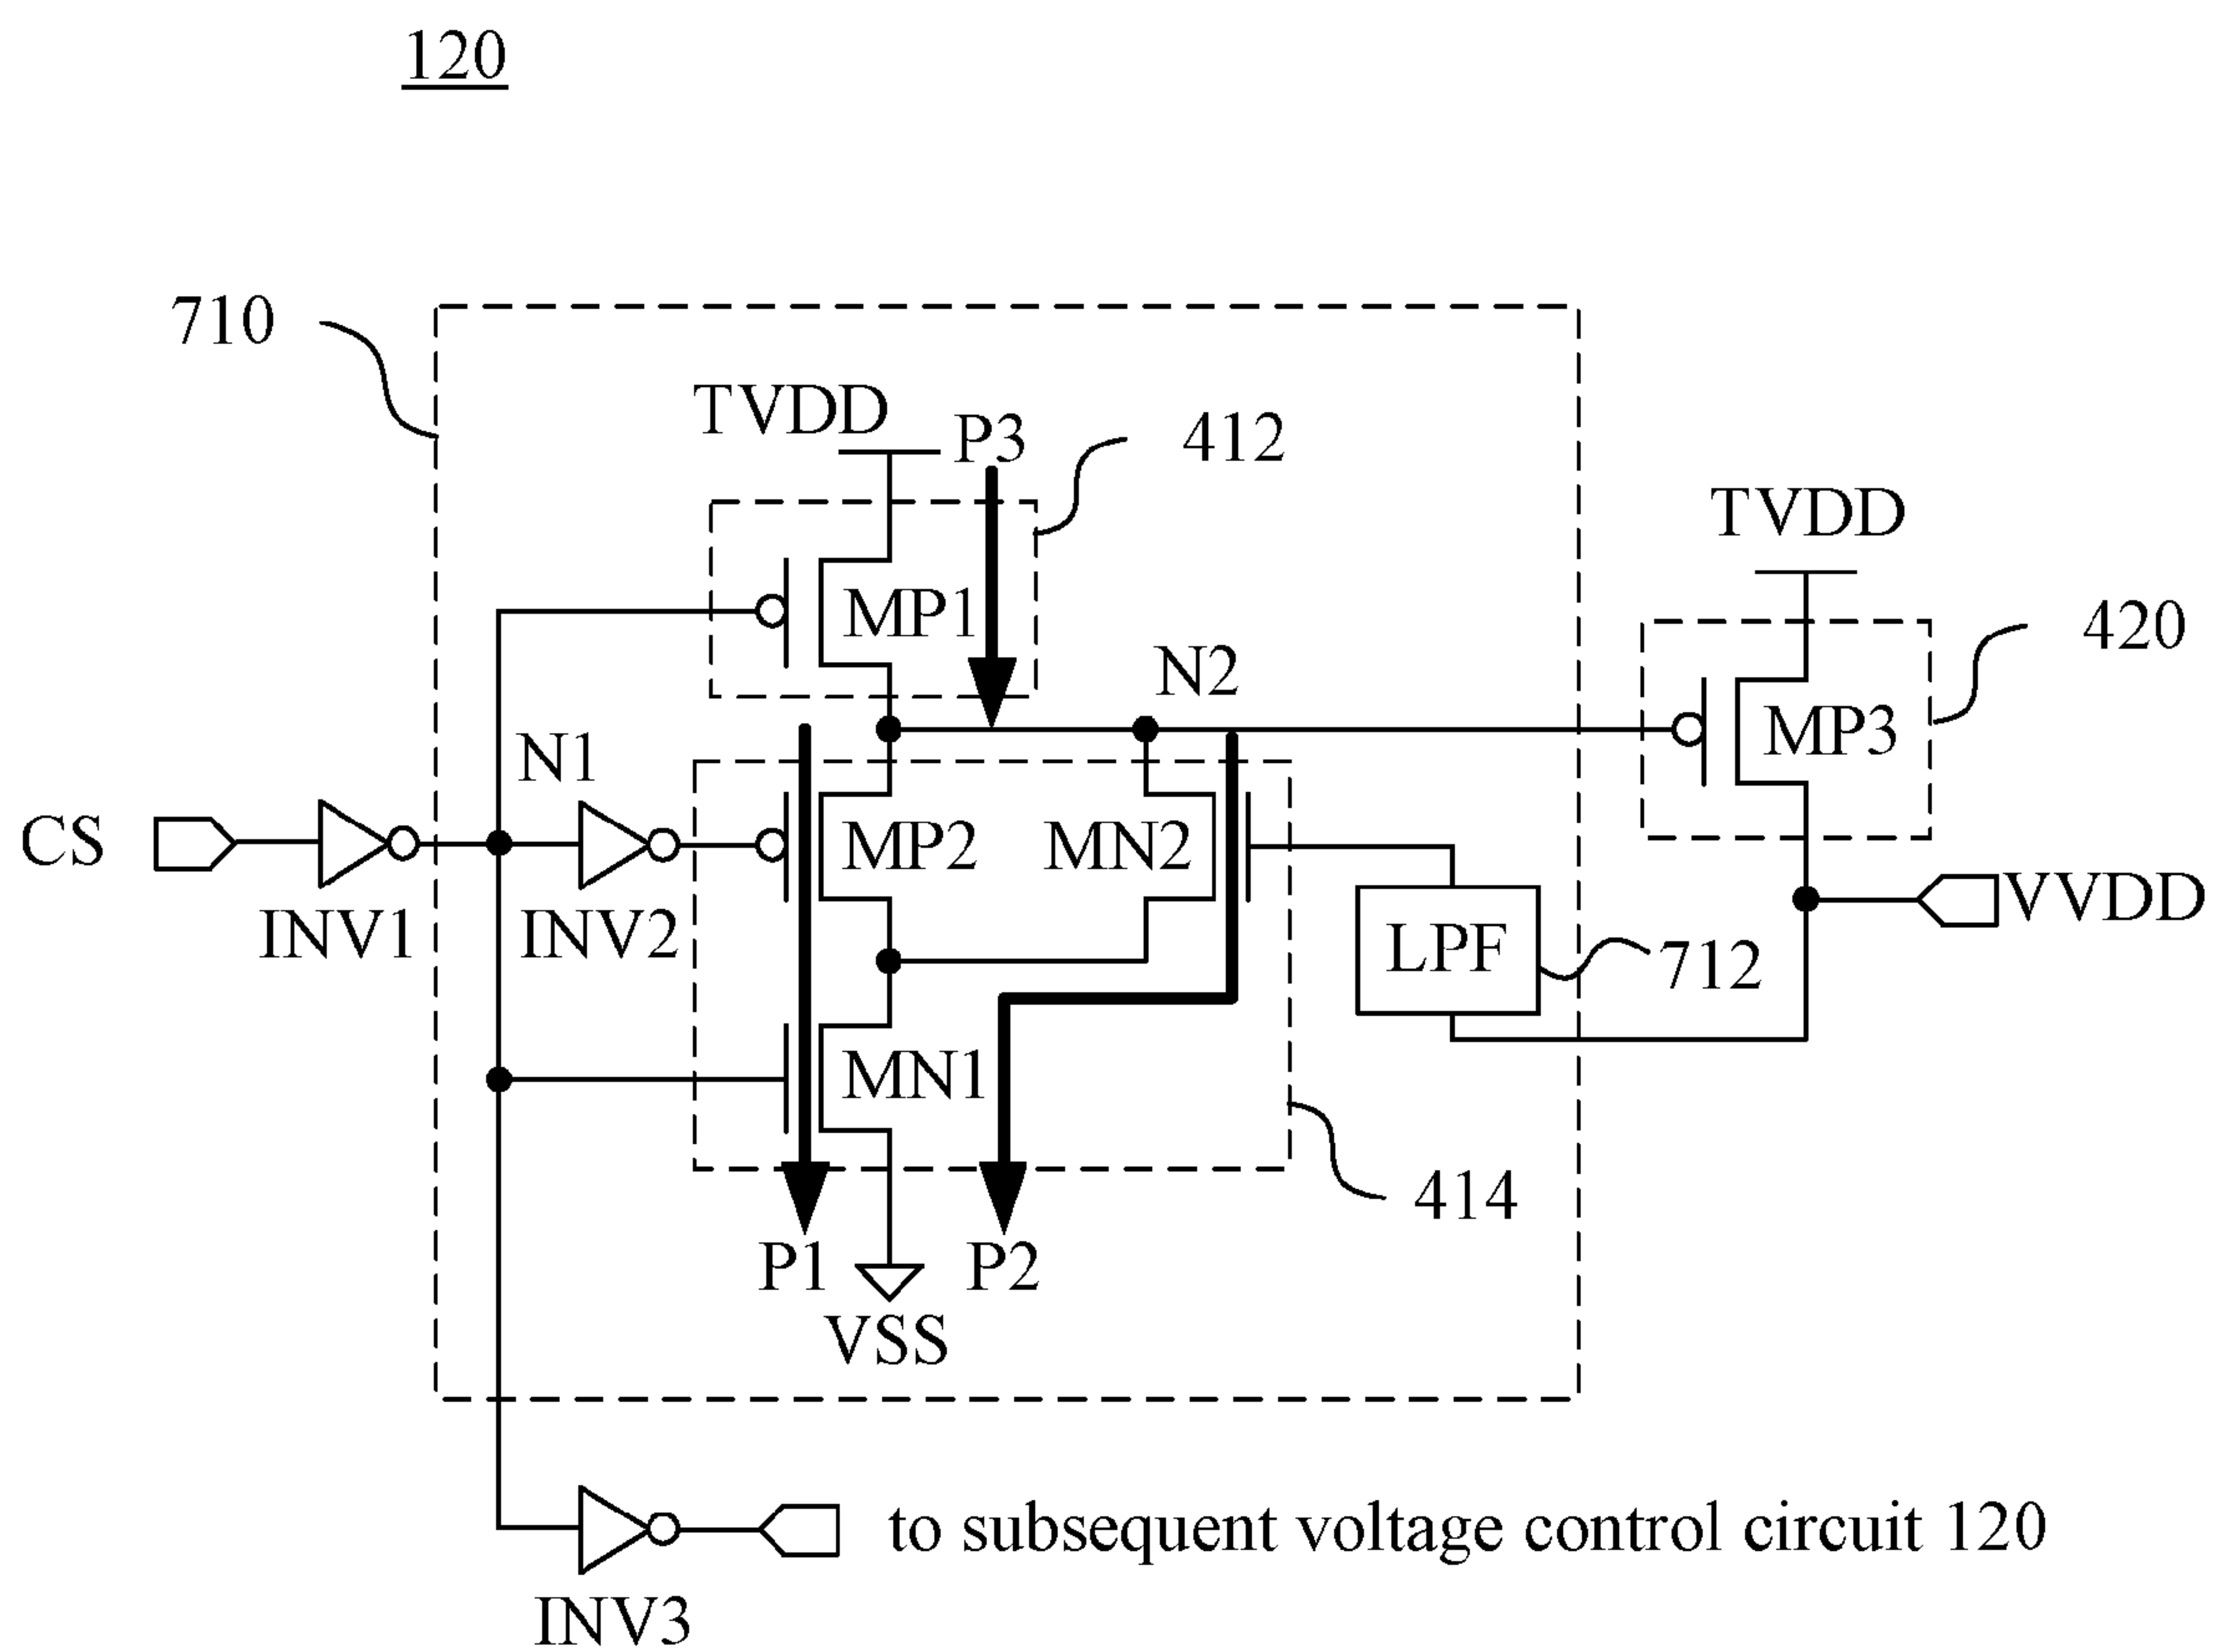 120
710
TVDD
P3
412
TVDD
MP1
420
N2
MP3
N1
CS
MP2
MN2
VVDD
INV1
INV2
LPF
712
MN1
414
P1
P2
VSS
to subsequent voltage control circuit 120
INV3